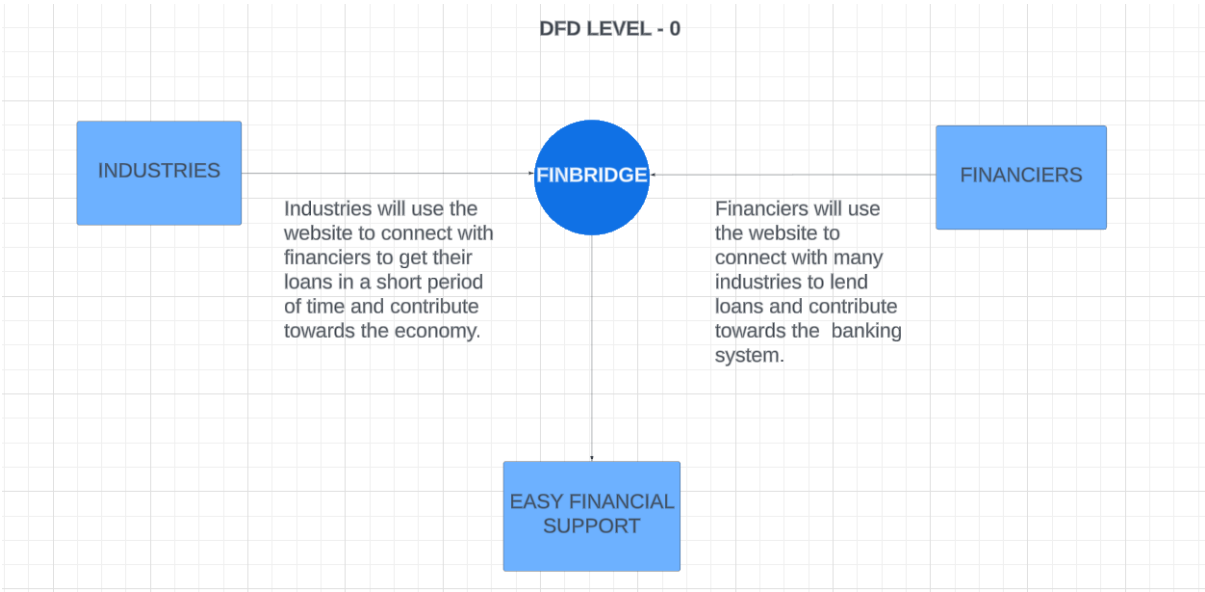 DFD LEVEL - 0
INDUSTRIES
FINBRIDGE
FINANCIERS
Industries will use the
website to connect with
financiers to get their
loans in a short period
of time and contribute
towards the economy.
Financiers will use
the website to
connect with many
industries to lend
loans and contribute
towards the  banking
system.
EASY FINANCIAL
SUPPORT